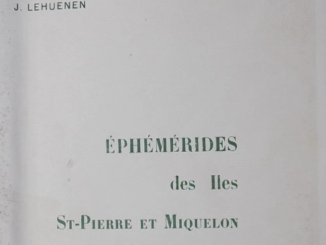 J. LEHUENEN
ÉPHÉMÉRIDES
des Iles
ST-PIERRE ET MIQUELON